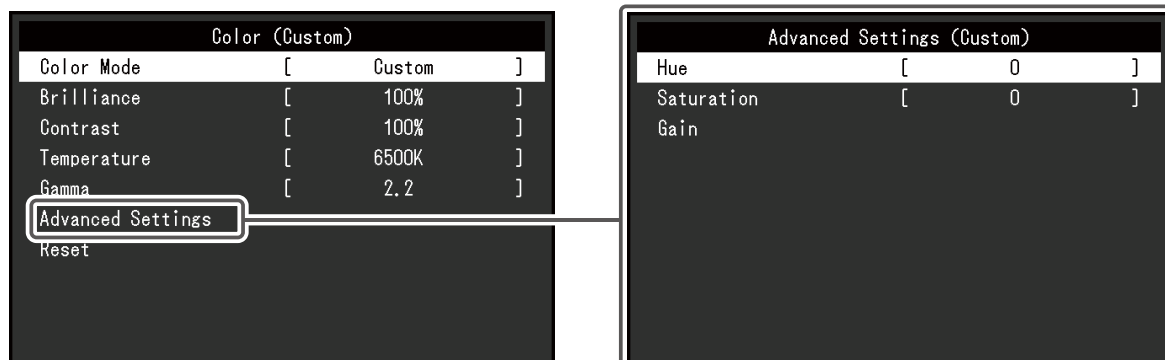 Color (Custom)
Color Mode [ Custom ]
Brilliance [ 100% ]
Contrast [ 100% ]
Temperature [ 6500K ]
Gamma [ 2.2 ]
Advanced Settings
Reset
Advanced Settings (Custom)
Hue [ 0 ]
Saturation [ 0 ]
Gain